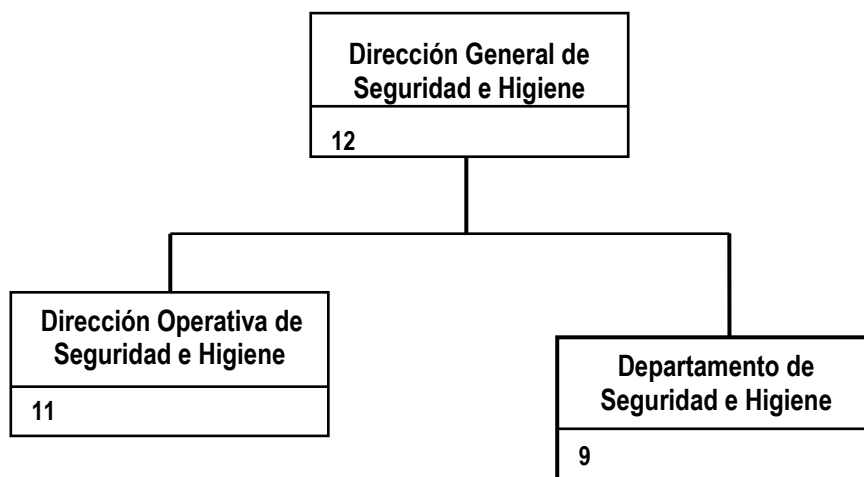 Dirección General de
Seguridad e Higiene
12
Dirección Operativa de
Seguridad e Higiene
11
Departamento de
Seguridad e Higiene
9